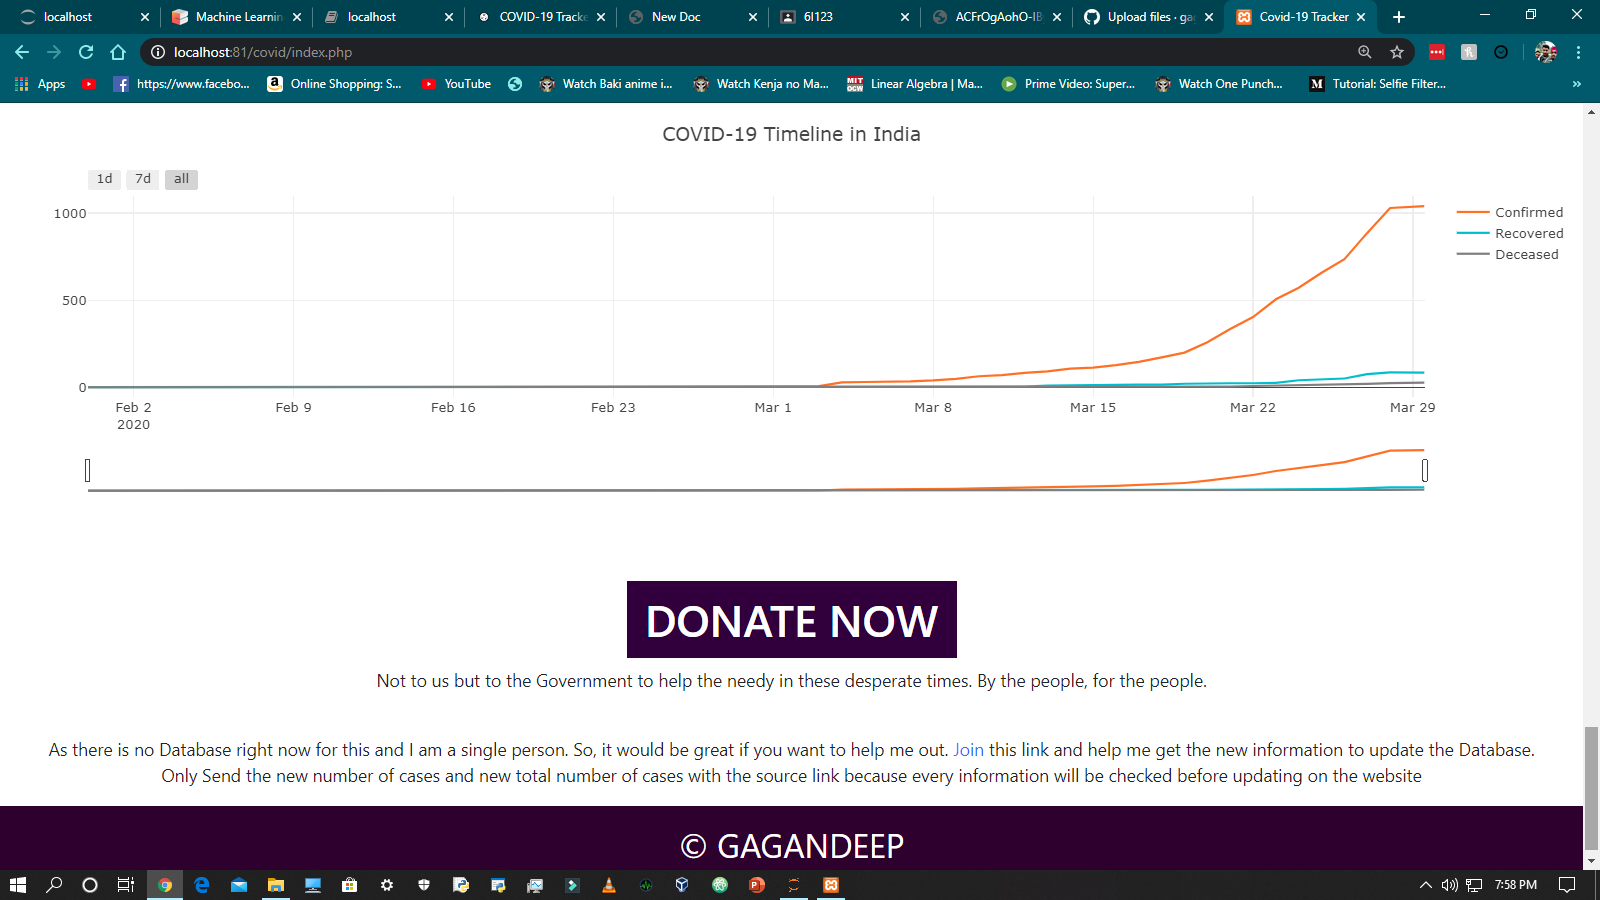 localhost
Machine Learnin
localhost
COVID-19 Tracke
New Doc
6I123
ACFrOgAohO-IB
Upload files · gag
Covid-19 Tracker
localhost:81/covid/index.php
Apps
https://www.facebo...
Online Shopping: S...
YouTube
Watch Baki anime i...
Watch Kenja no Ma...
MIT OCW
Linear Algebra | Ma...
Prime Video: Super...
Watch One Punch...
Tutorial: Selfie Filter...
COVID-19 Timeline in India
1d 7d all
1000
500
0
Feb 2 Feb 9 Feb 16 Feb 23 Mar 1 Mar 8 Mar 15 Mar 22 Mar 29
2020
Confirmed
Recovered
Deceased
DONATE NOW
Not to us but to the Government to help the needy in these desperate times. By the people, for the people.
As there is no Database right now for this and I am a single person. So, it would be great if you want to help me out. Join this link and help me get the new information to update the Database.
Only Send the new number of cases and new total number of cases with the source link because every information will be checked before updating on the website
© GAGANDEEP
7:58 PM